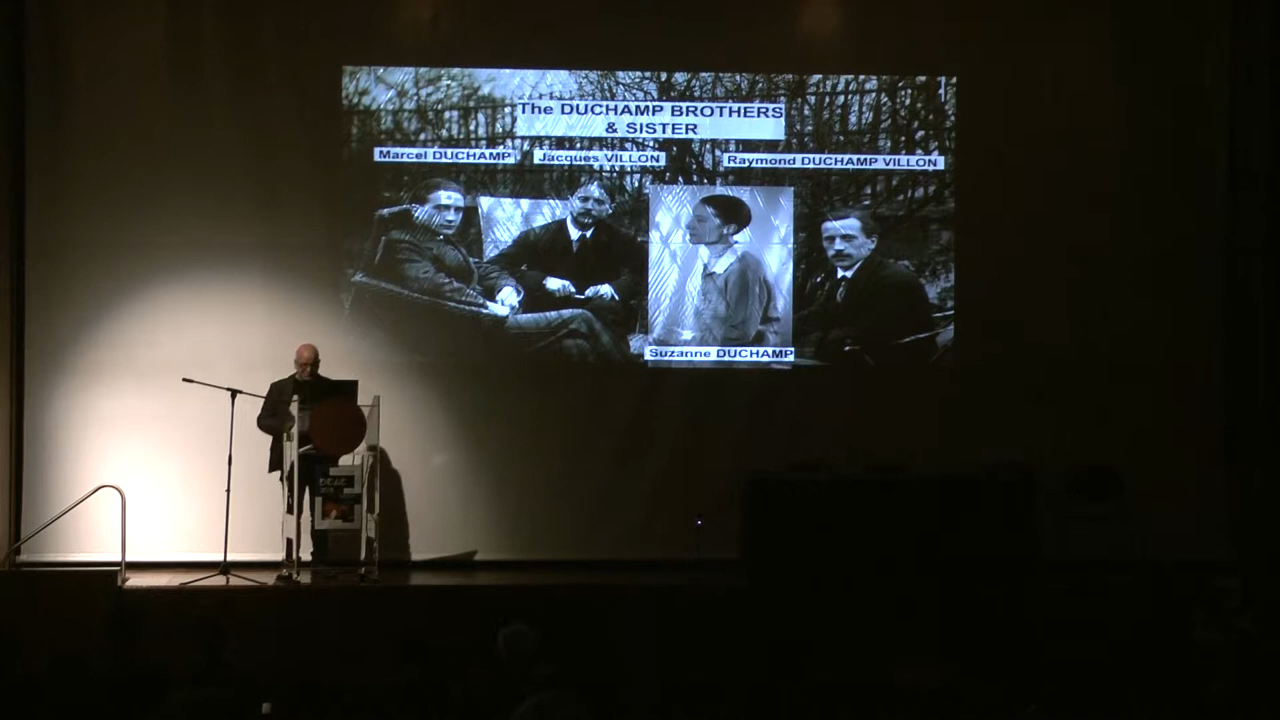 The DUCHAMP BROTHERS
& SISTER
Marcel DUCHAMP
Jacques VILLON
Raymond DUCHAMP VILLON
Suzanne DUCHAMP